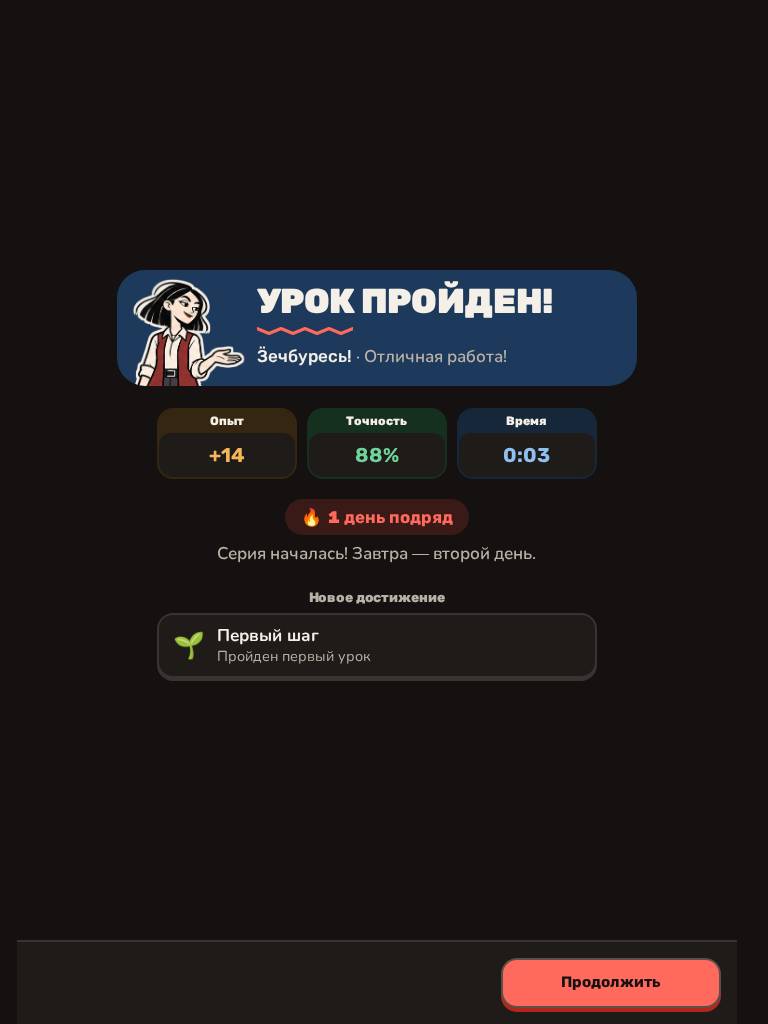 УРОК ПРОЙДЕН!
Ӟечбуресь! · Отличная работа!
Опыт
+14
Точность
88%
Время
0:03
🔥 1 день подряд
Серия началась! Завтра — второй день.
Новое достижение
Первый шаг
Пройден первый урок
Продолжить